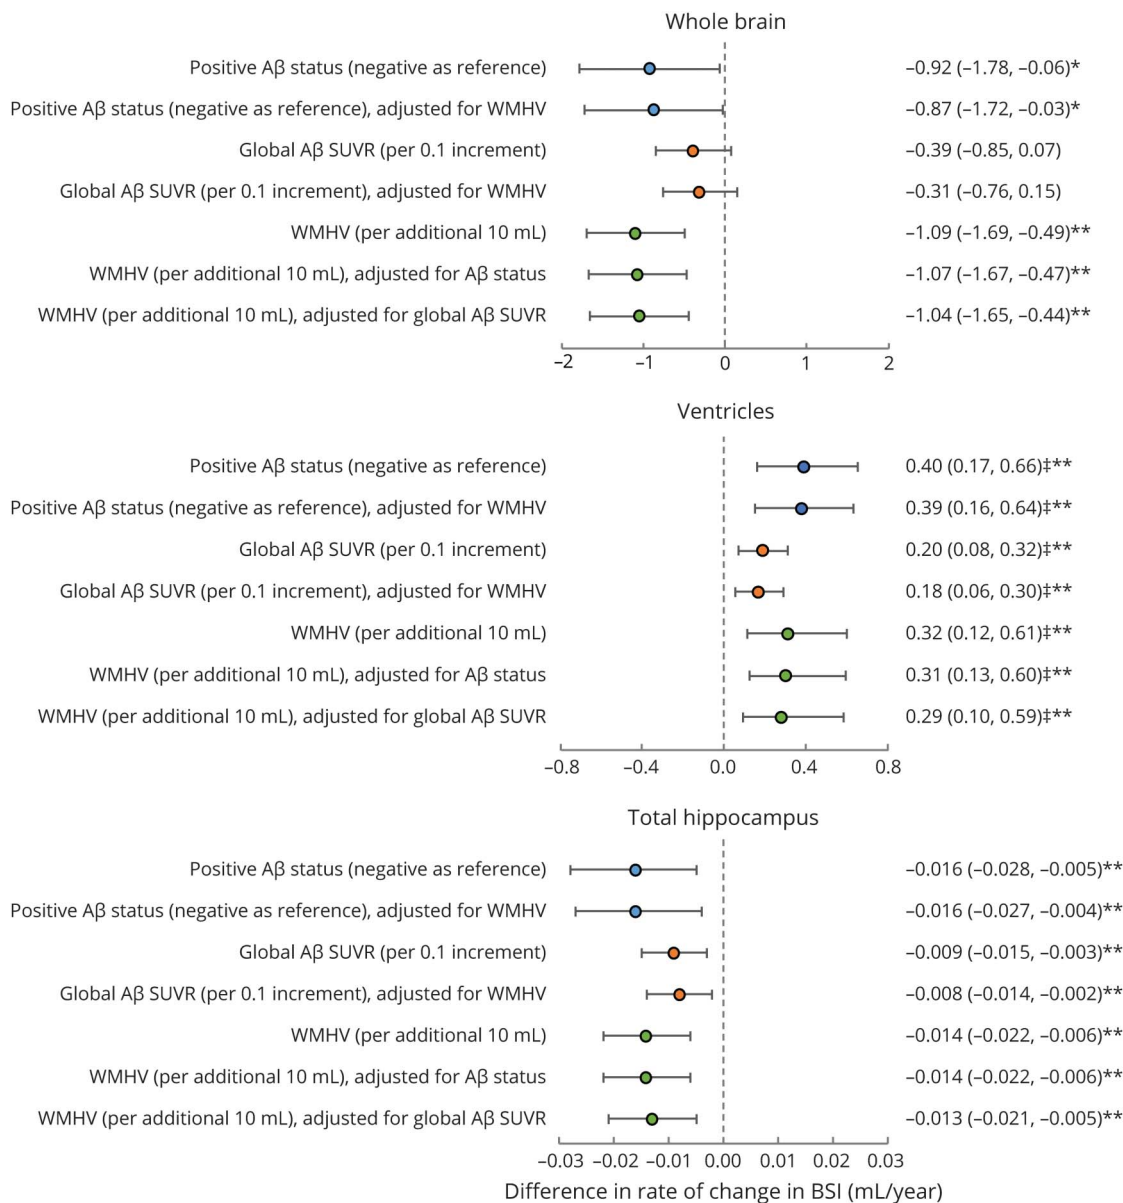 Whole brain
Positive Aβ status (negative as reference) –0.92 (–1.78, –0.06)*
Positive Aβ status (negative as reference), adjusted for WMHV –0.87 (–1.72, –0.03)*
Global Aβ SUVR (per 0.1 increment) –0.39 (–0.85, 0.07)
Global Aβ SUVR (per 0.1 increment), adjusted for WMHV –0.31 (–0.76, 0.15)
WMHV (per additional 10 mL) –1.09 (–1.69, –0.49)**
WMHV (per additional 10 mL), adjusted for Aβ status –1.07 (–1.67, –0.47)**
WMHV (per additional 10 mL), adjusted for global Aβ SUVR –1.04 (–1.65, –0.44)**
–2 –1 0 1 2
Ventricles
Positive Aβ status (negative as reference) 0.40 (0.17, 0.66)‡**
Positive Aβ status (negative as reference), adjusted for WMHV 0.39 (0.16, 0.64)‡**
Global Aβ SUVR (per 0.1 increment) 0.20 (0.08, 0.32)‡**
Global Aβ SUVR (per 0.1 increment), adjusted for WMHV 0.18 (0.06, 0.30)‡**
WMHV (per additional 10 mL) 0.32 (0.12, 0.61)‡**
WMHV (per additional 10 mL), adjusted for Aβ status 0.31 (0.13, 0.60)‡**
WMHV (per additional 10 mL), adjusted for global Aβ SUVR 0.29 (0.10, 0.59)‡**
–0.8 –0.4 0.0 0.4 0.8
Total hippocampus
Positive Aβ status (negative as reference) –0.016 (–0.028, –0.005)**
Positive Aβ status (negative as reference), adjusted for WMHV –0.016 (–0.027, –0.004)**
Global Aβ SUVR (per 0.1 increment) –0.009 (–0.015, –0.003)**
Global Aβ SUVR (per 0.1 increment), adjusted for WMHV –0.008 (–0.014, –0.002)**
WMHV (per additional 10 mL) –0.014 (–0.022, –0.006)**
WMHV (per additional 10 mL), adjusted for Aβ status –0.014 (–0.022, –0.006)**
WMHV (per additional 10 mL), adjusted for global Aβ SUVR –0.013 (–0.021, –0.005)**
–0.03 –0.02 –0.01 0.00 0.02 0.02 0.03
Difference in rate of change in BSI (mL/year)